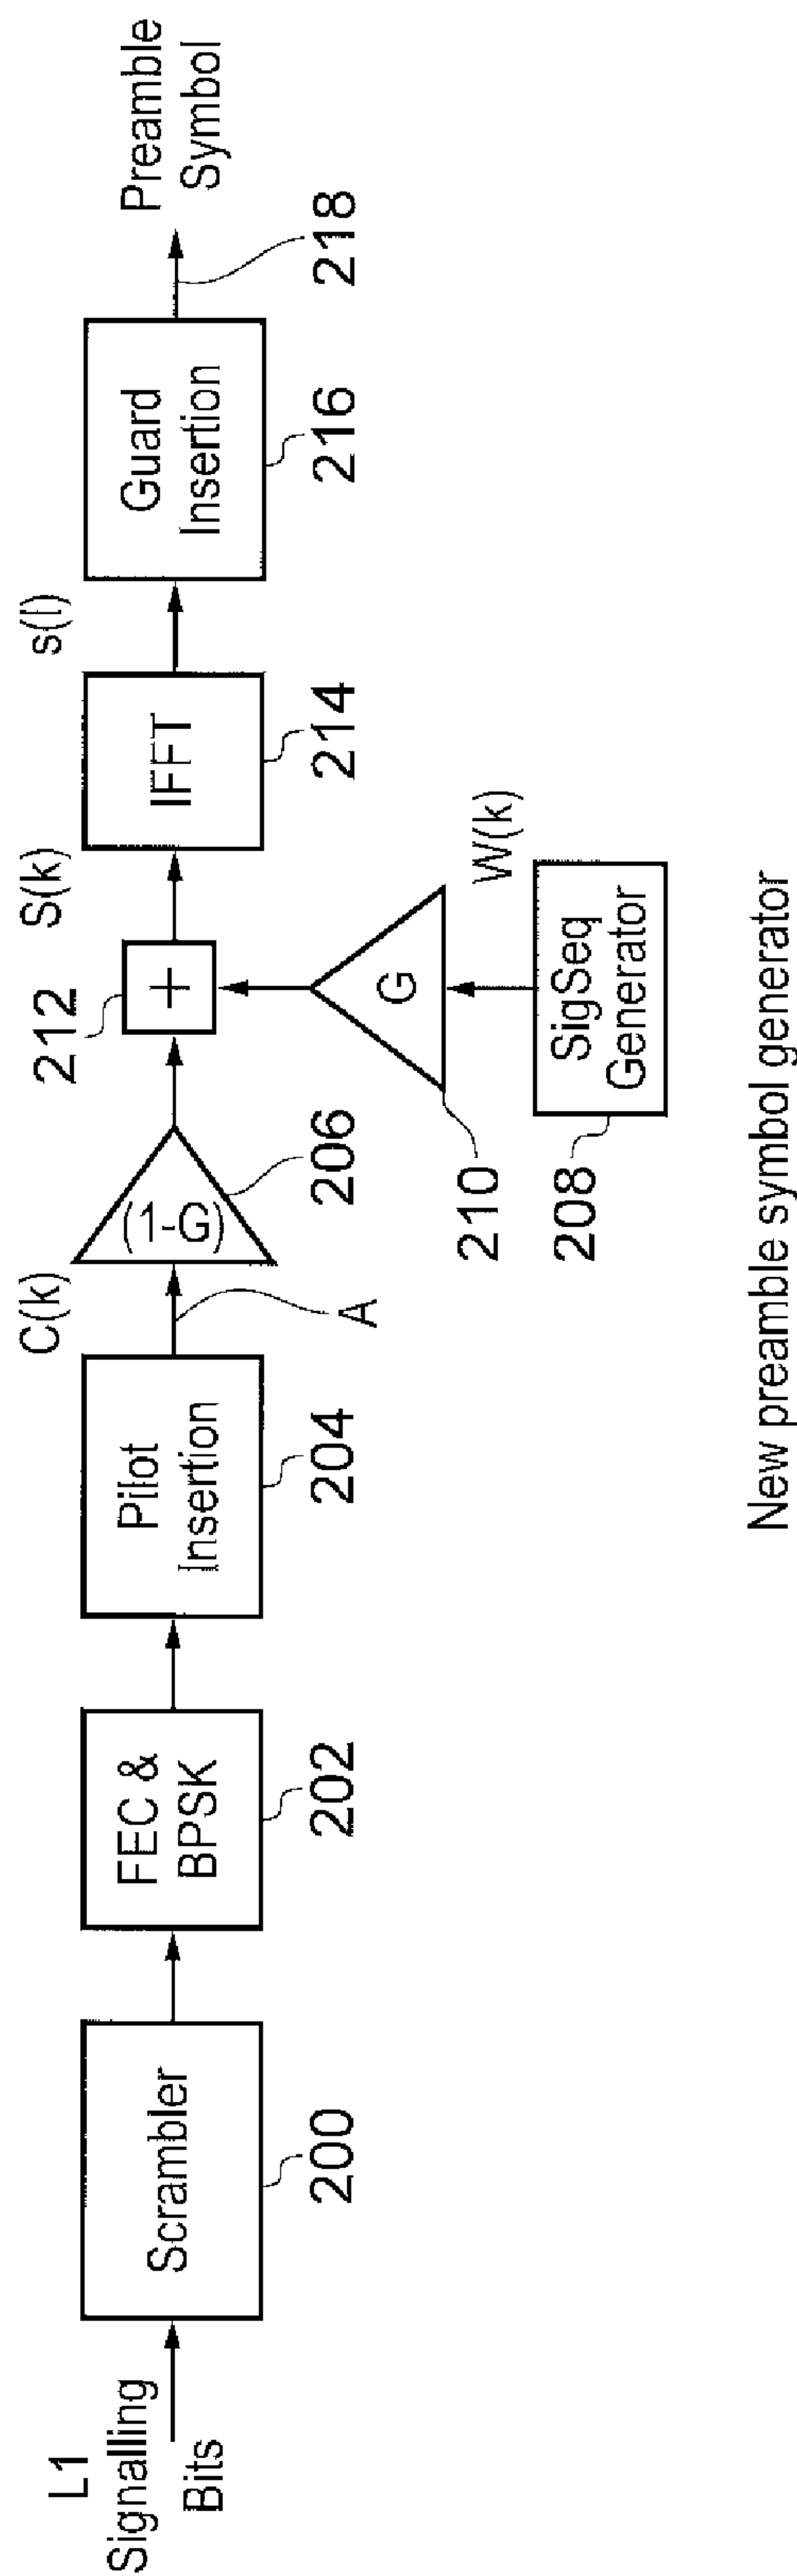 L1
Signalling
Bits
Scrambler
200
FEC &
BPSK
202
Pilot
Insertion
204
C(k)
A
(1-G)
206
212
+
S(k)
G
210
W(k)
SigSeq
Generator
208
IFFT
214
s(l)
Guard
Insertion
216
218
Preamble
Symbol
New preamble symbol generator